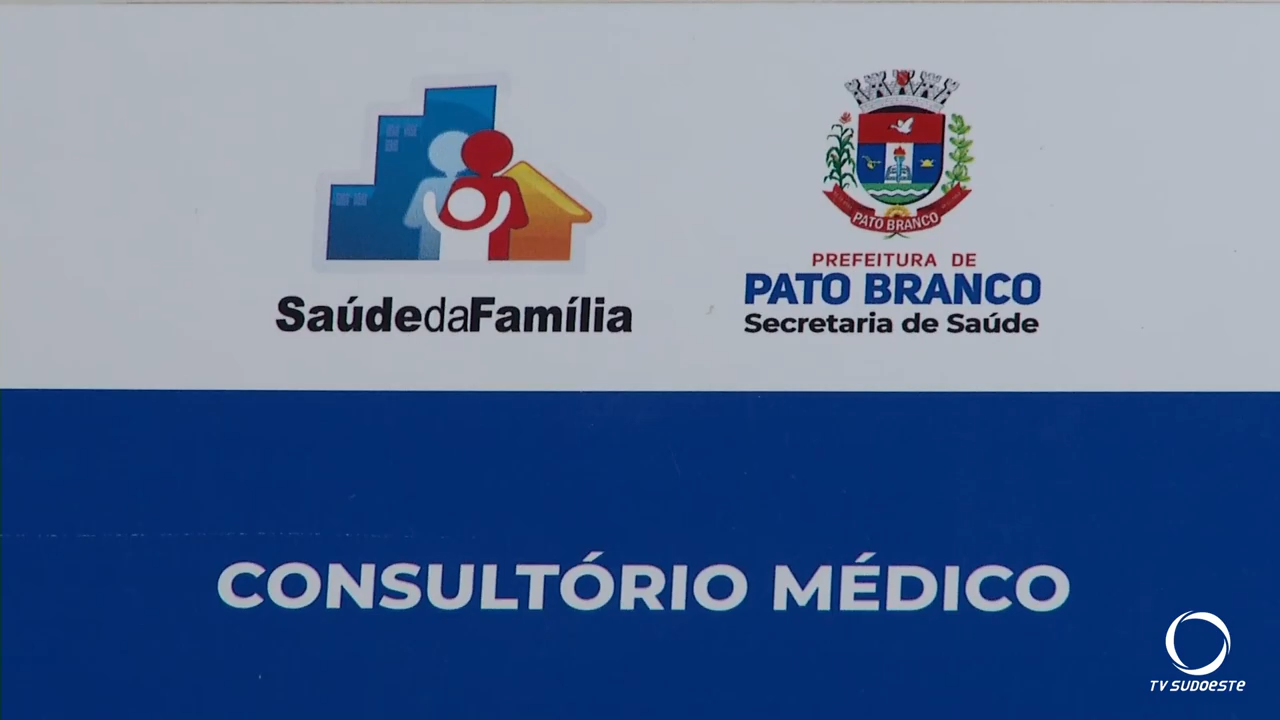 PATO BRANCO
PREFEITURA DE
PATO BRANCO
Secretaria de Saúde
SaúdedaFamília
CONSULTÓRIO MÉDICO
TV SUDOESTE